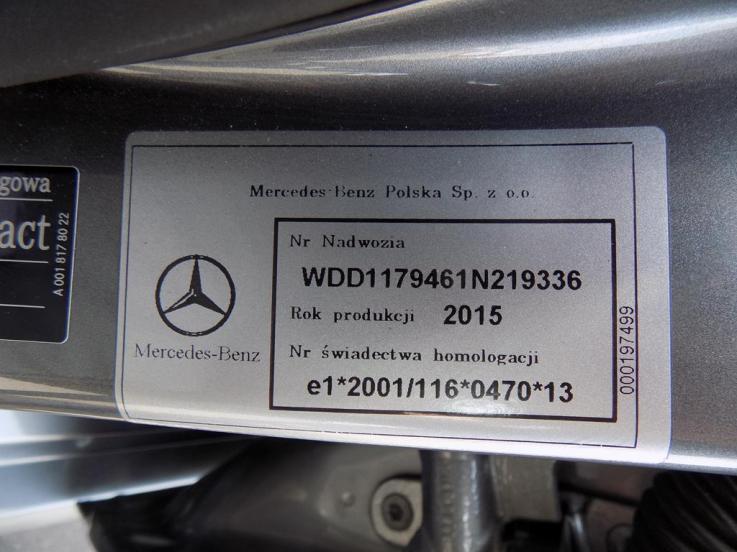 gowa
act
A 001 817 80 22
Mercedes-Benz Polska Sp. z o.o.
Nr Nadwozia
WDD1179461N219336
Rok produkcji 2015
Nr świadectwa homologacji
e1*2001/116*0470*13
Mercedes-Benz
000197499